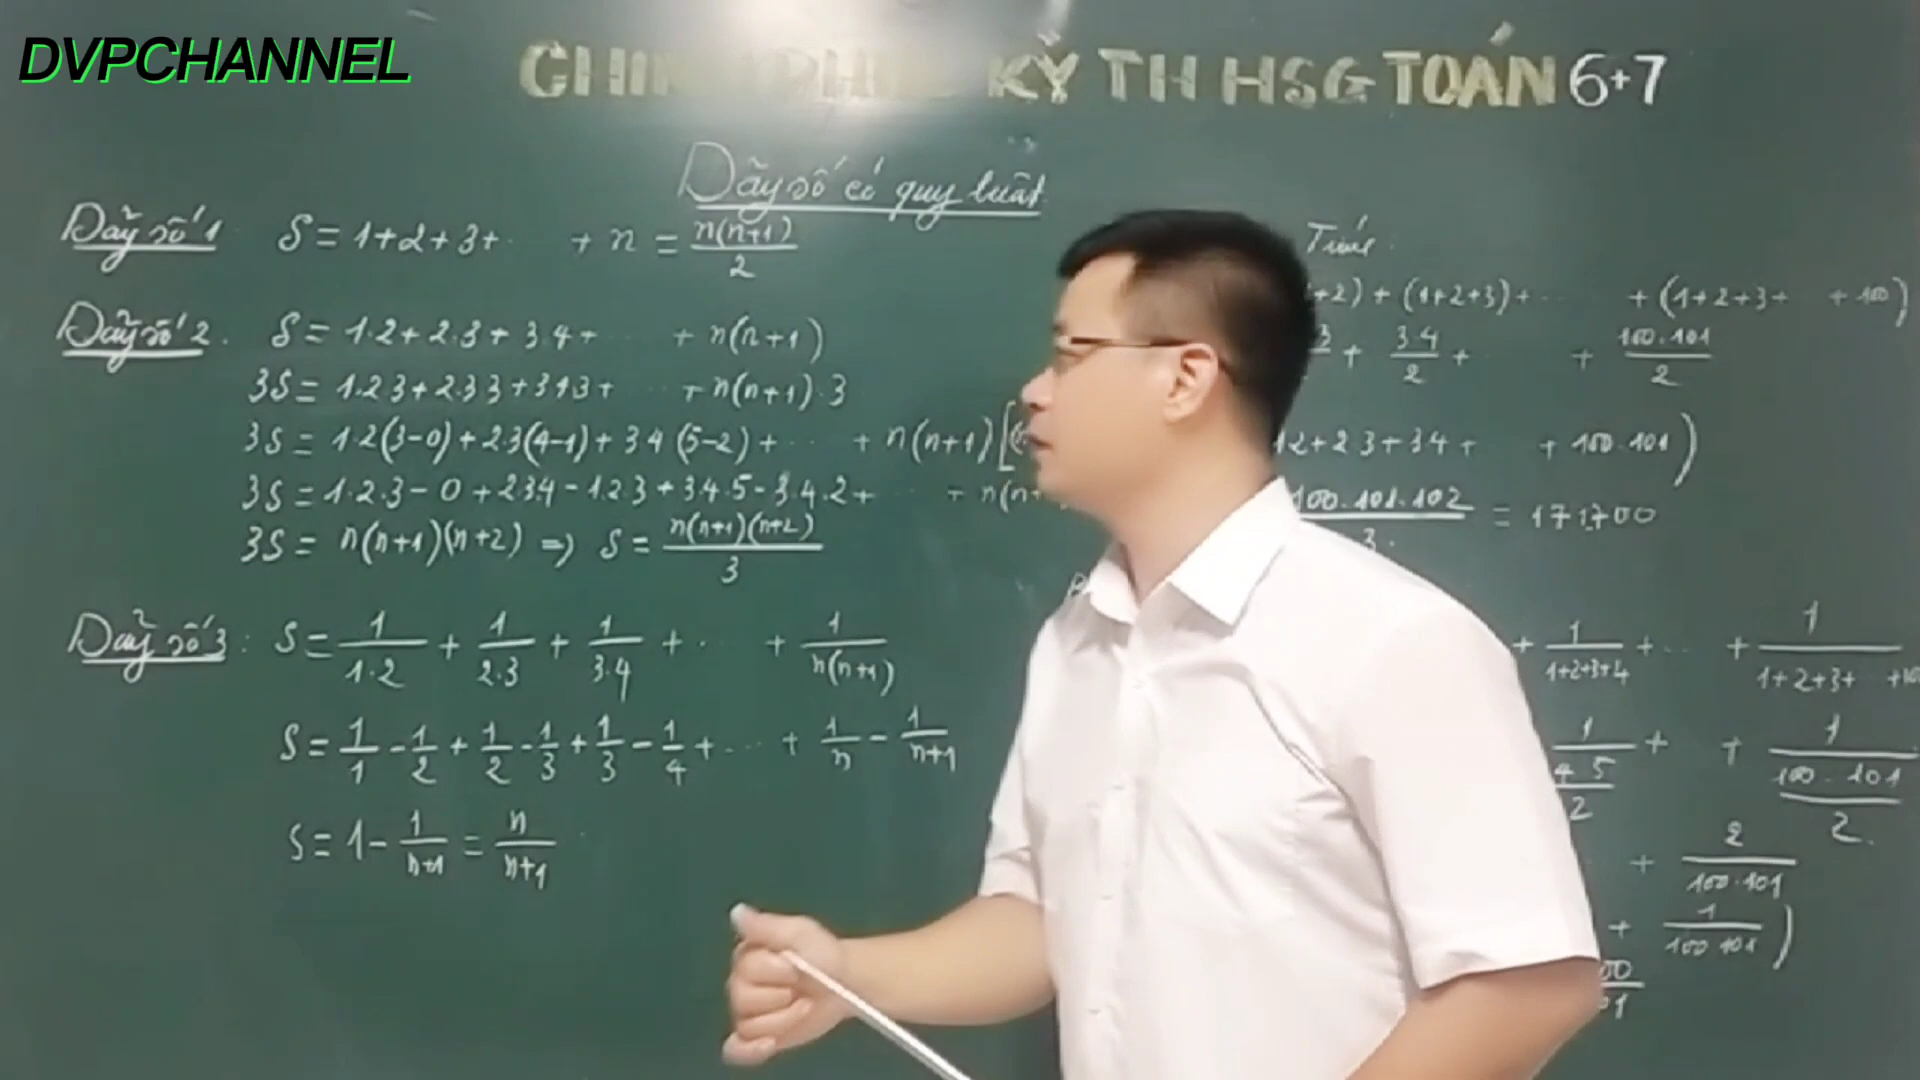 DVPCHANNEL
KỲ TH HSG TOÁN 6+7
Dãy số có quy luật
Dãy số 1 S = 1+2+3+ ... + n = n(n+1)/2
Dãy số 2. S = 1.2 + 2.3 + 3.4 + ... + n(n+1)
3S = 1.2.3 + 2.3.3 + 3.4.3 + ... + n(n+1).3
3S = 1.2(3-0) + 2.3(4-1) + 3.4(5-2) + ... + n(n+1)[(
3S = 1.2.3 - 0 + 2.3.4 - 1.2.3 + 3.4.5 - 3.4.2 + ... + n(n+
3S = n(n+1)(n+2) => S = n(n+1)(n+2)/3
Dãy số 3: S = 1/1.2 + 1/2.3 + 1/3.4 + ... + 1/n(n+1)
S = 1/1 - 1/2 + 1/2 - 1/3 + 1/3 - 1/4 + ... + 1/n - 1/n+1
S = 1 - 1/n+1 = n/n+1
+2) + (1+2+3) + ... + (1+2+3+ ... + 100)
3 + 3.4/2 + ... + 100.101/2
1.2 + 2.3 + 3.4 + ... + 100.101)
100.101.102/3 = 171700
+ 1/1+2+3+4 + ... + 1/1+2+3+ ... +100
1/(4.5/2) + ... + 1/(100.101/2)
+ 2/100.101
+ 1/100.101)